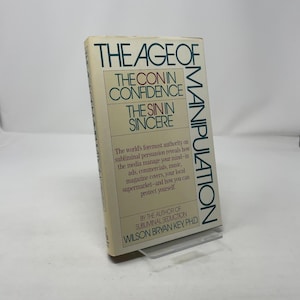 THE AGE OF
MANIPULATION
THE CON IN
CONFIDENCE
THE SIN IN
SINCERE
The world's foremost authority on
subliminal persuasion reveals how
the media manage your mind—in
ads, commercials, music,
magazine covers, your local
supermarket—and how you can
protect yourself
BY THE AUTHOR OF
SUBLIMINAL SEDUCTION
WILSON BRYAN KEY, PH.D.